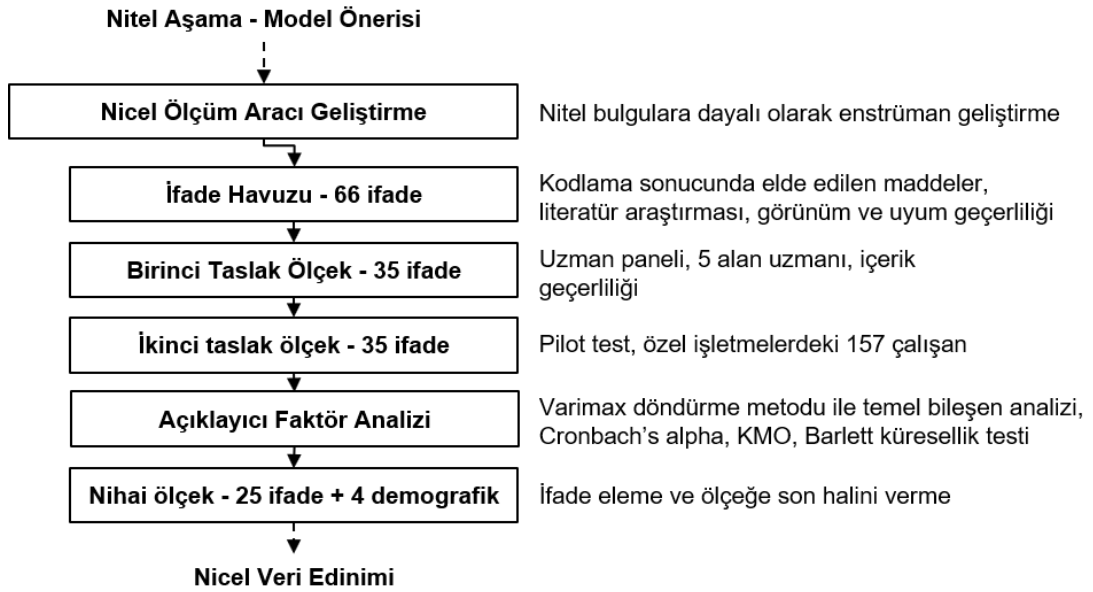 Nitel Aşama - Model Önerisi
Nicel Ölçüm Aracı Geliştirme
Nitel bulgulara dayalı olarak enstrüman geliştirme
İfade Havuzu - 66 ifade
Kodlama sonucunda elde edilen maddeler,
literatür araştırması, görünüm ve uyum geçerliliği
Birinci Taslak Ölçek - 35 ifade
Uzman paneli, 5 alan uzmanı, içerik
geçerliliği
İkinci taslak ölçek - 35 ifade
Pilot test, özel işletmelerdeki 157 çalışan
Açıklayıcı Faktör Analizi
Varimax döndürme metodu ile temel bileşen analizi,
Cronbach's alpha, KMO, Barlett küresellik testi
Nihai ölçek - 25 ifade + 4 demografik
İfade eleme ve ölçeğe son halini verme
Nicel Veri Edinimi